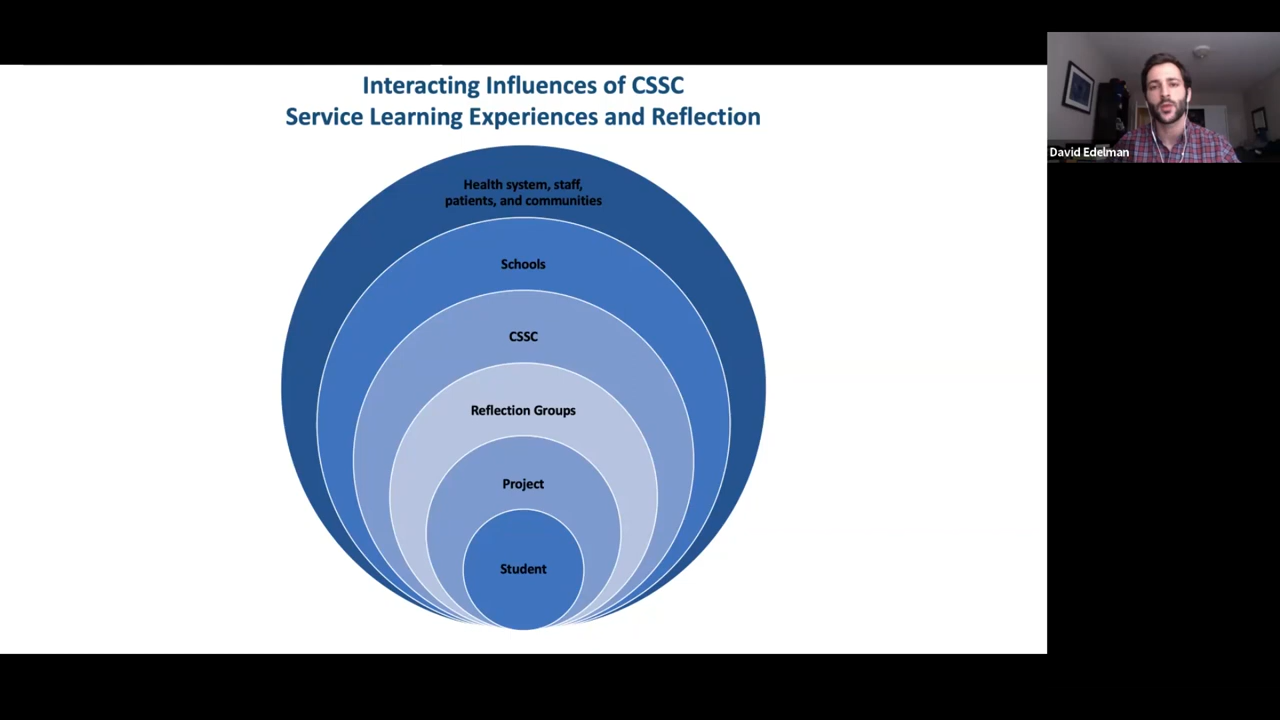 Interacting Influences of CSSC
Service Learning Experiences and Reflection
Health system, staff,
patients, and communities
Schools
CSSC
Reflection Groups
Project
Student
David Edelman